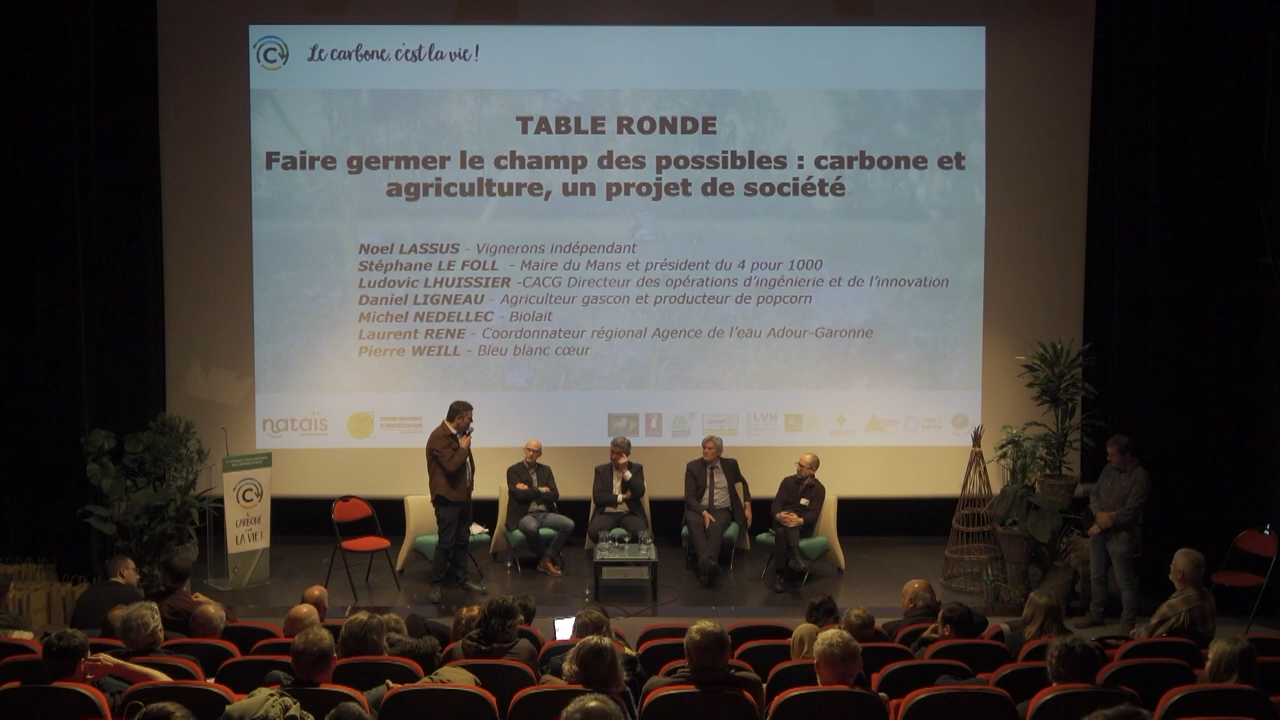 Le carbone, c'est la vie !
TABLE RONDE
Faire germer le champ des possibles : carbone et
agriculture, un projet de société
Noel LASSUS - Vignerons indépendant
Stéphane LE FOLL - Maire du Mans et président du 4 pour 1000
Ludovic LHUISSIER -CACG Directeur des opérations d'ingénierie et de l'innovation
Daniel LIGNEAU - Agriculteur gascon et producteur de popcorn
Michel NEDELLEC - Biolait
Laurent RENE - Coordonnateur régional Agence de l'eau Adour-Garonne
Pierre WEILL - Bleu blanc cœur
nataïs
LVH
C
LE
CARBONE
c'est
LA VIE !